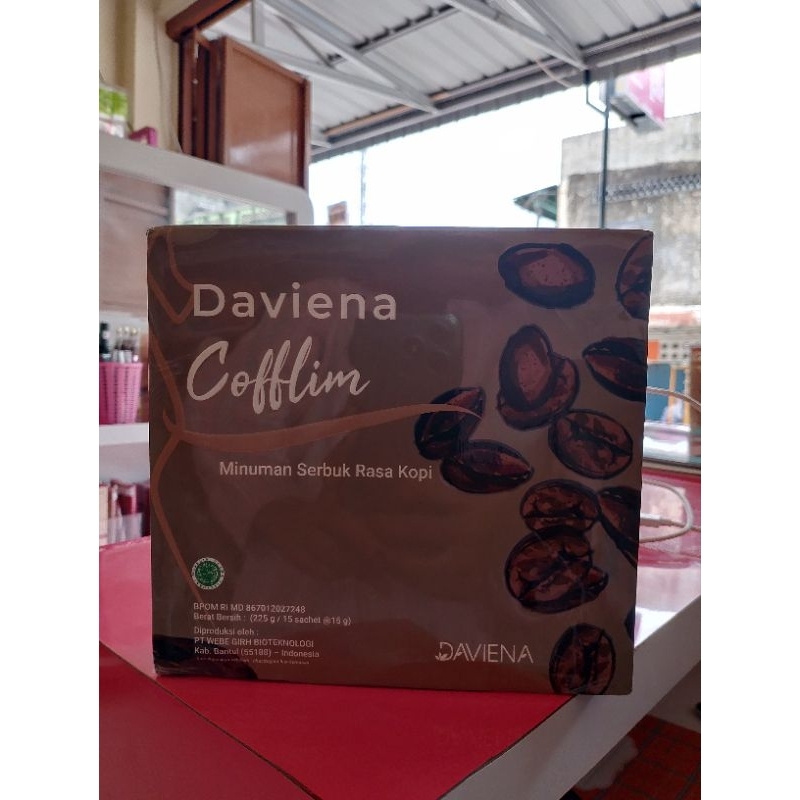 Daviena
Cofflim
Minuman Serbuk Rasa Kopi
BPOM RI MD 867012027248
Berat Bersih : (225 g / 15 sachet @15 g)
Diproduksi oleh :
PT WEBE GIRH BIOTEKNOLOGI
Kab. Bantul (55188) – Indonesia
DAVIENA